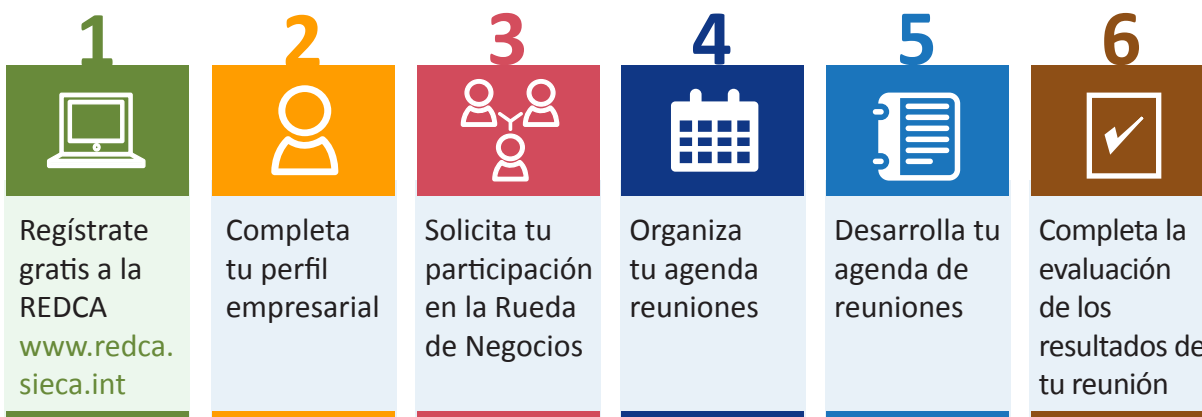 1
Regístrate
gratis a la
REDCA
www.redca.
sieca.int
2
Completa
tu perfil
empresarial
3
Solicita tu
participación
en la Rueda
de Negocios
4
Organiza
tu agenda
reuniones
5
Desarrolla tu
agenda de
reuniones
6
Completa la
evaluación
de los
resultados de
tu reunión